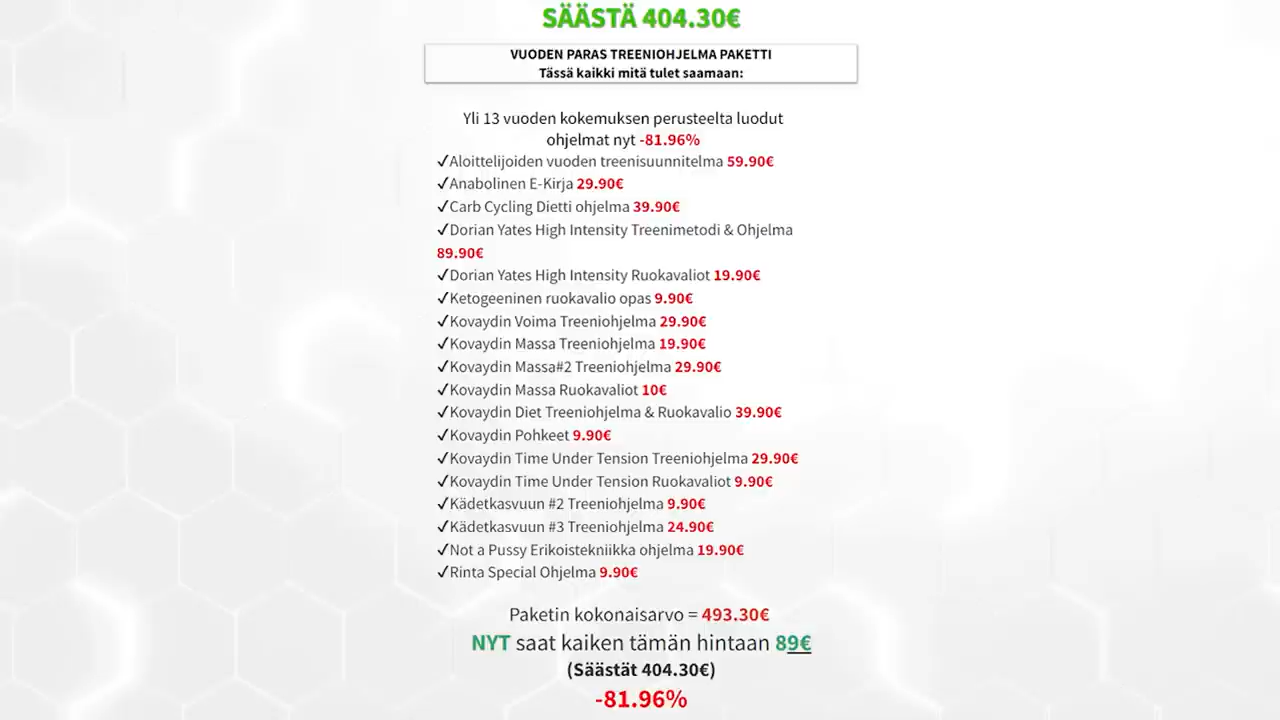 SÄÄSTÄ 404.30€
VUODEN PARAS TREENIOHJELMA PAKETTI
Tässä kaikki mitä tulet saamaan:
Yli 13 vuoden kokemuksen perusteelta luodut
ohjelmat nyt -81.96%
✓Aloittelijoiden vuoden treenisuunnitelma 59.90€
✓Anabolinen E-Kirja 29.90€
✓Carb Cycling Dietti ohjelma 39.90€
✓Dorian Yates High Intensity Treenimetodi & Ohjelma
89.90€
✓Dorian Yates High Intensity Ruokavaliot 19.90€
✓Ketogeeninen ruokavalio opas 9.90€
✓Kovaydin Voima Treeniohjelma 29.90€
✓Kovaydin Massa Treeniohjelma 19.90€
✓Kovaydin Massa#2 Treeniohjelma 29.90€
✓Kovaydin Massa Ruokavaliot 10€
✓Kovaydin Diet Treeniohjelma & Ruokavalio 39.90€
✓Kovaydin Pohkeet 9.90€
✓Kovaydin Time Under Tension Treeniohjelma 29.90€
✓Kovaydin Time Under Tension Ruokavaliot 9.90€
✓Kädetkasvuun #2 Treeniohjelma 9.90€
✓Kädetkasvuun #3 Treeniohjelma 24.90€
✓Not a Pussy Erikoistekniikka ohjelma 19.90€
✓Rinta Special Ohjelma 9.90€
Paketin kokonaisarvo = 493.30€
NYT saat kaiken tämän hintaan 89€
(Säästät 404.30€)
-81.96%